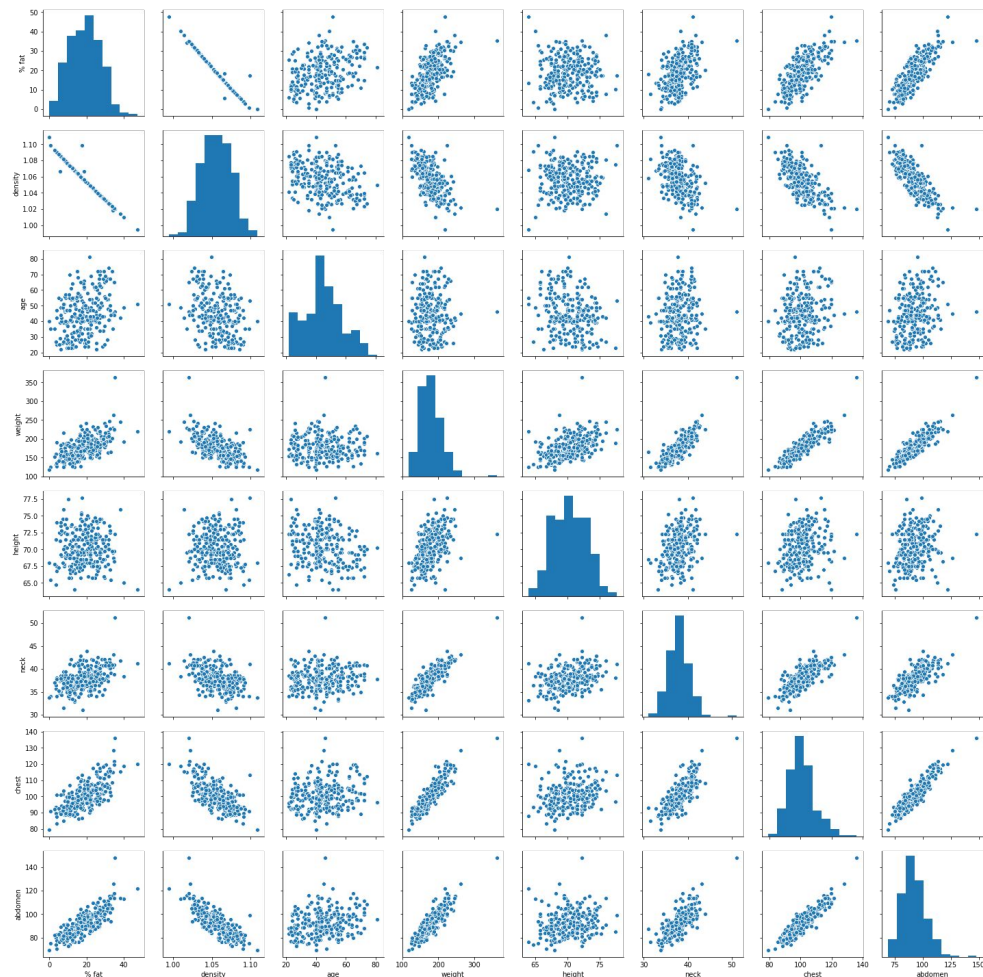 50
40
30
20
10
0
% fat
1.10
1.08
1.06
1.04
1.02
1.00
density
80
70
60
50
40
30
20
age
350
300
250
200
150
100
weight
77.5
75.0
72.5
70.0
67.5
65.0
height
50
45
40
35
30
neck
140
130
120
110
100
90
80
chest
140
120
100
80
abdomen
0 20 40
1.00 1.05 1.10
20 40 60 80
100 200 300
65 70 75
30 40 50
80 100 120 140
75 100 125 150
% fat density age weight height neck chest abdomen